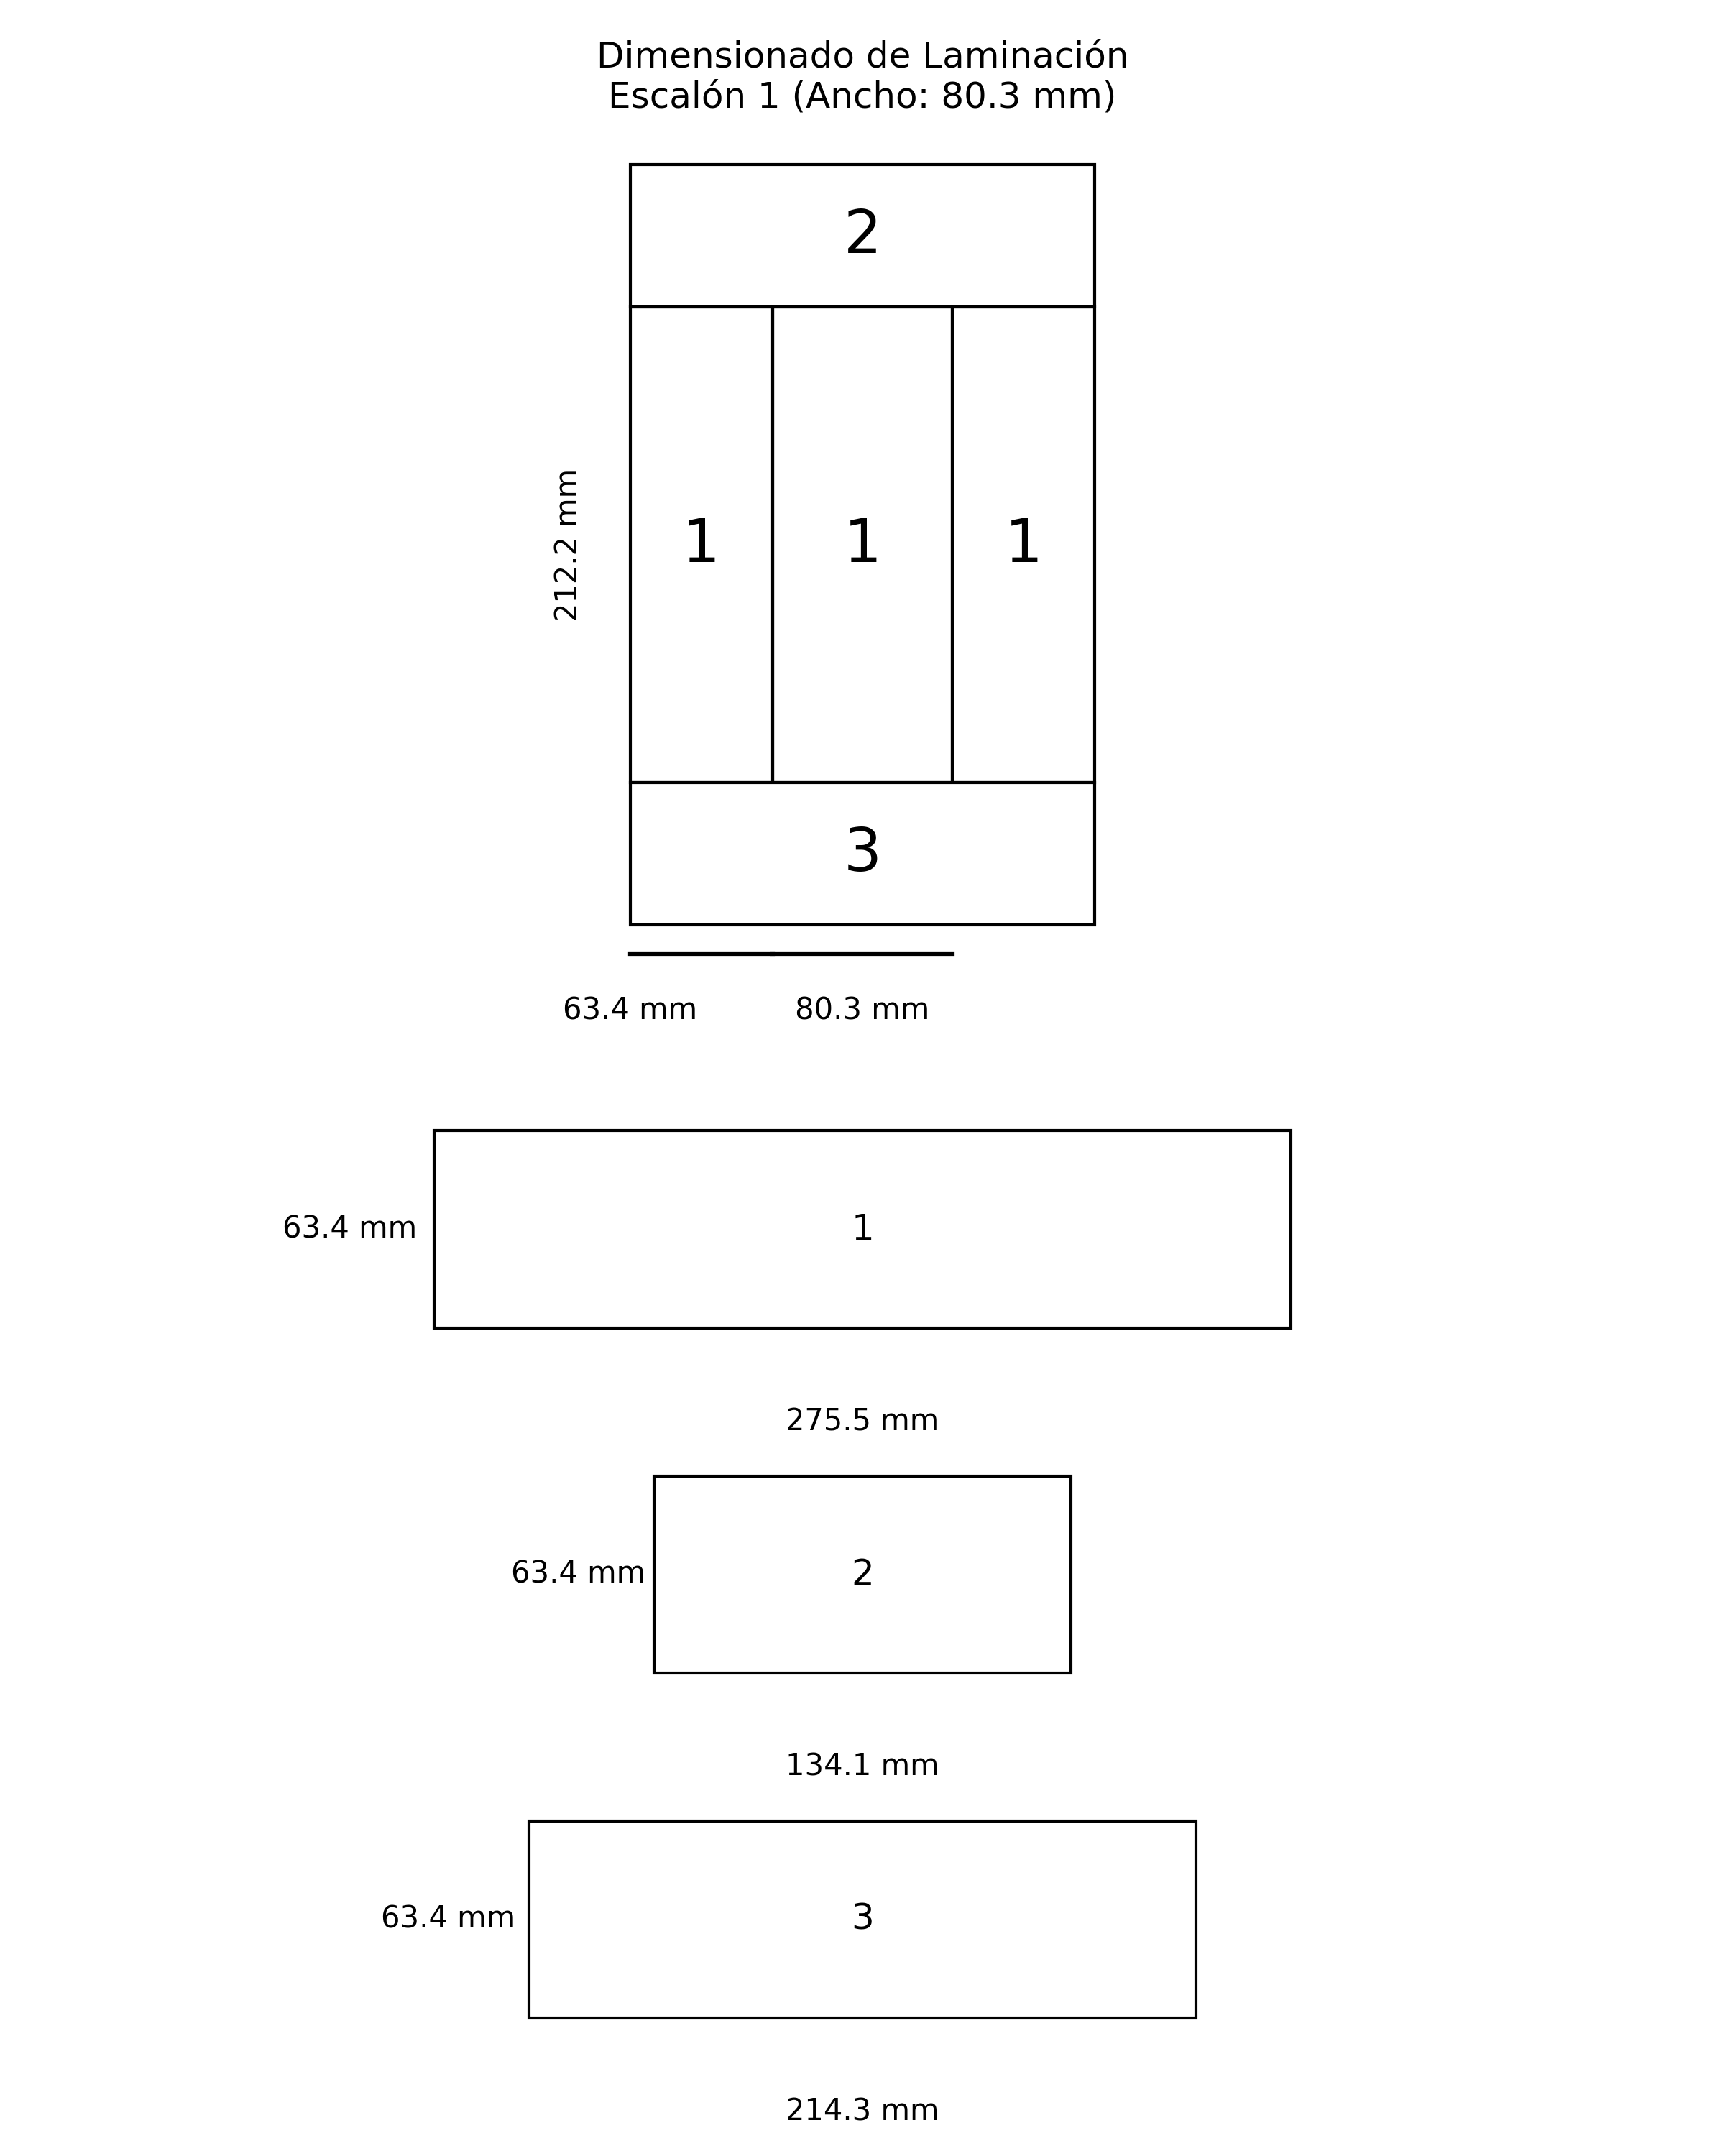 Dimensionado de Laminación
Escalón 1 (Ancho: 80.3 mm)
2
212.2 mm
1 1 1
3
63.4 mm 80.3 mm
63.4 mm
1
275.5 mm
63.4 mm
2
134.1 mm
63.4 mm
3
214.3 mm